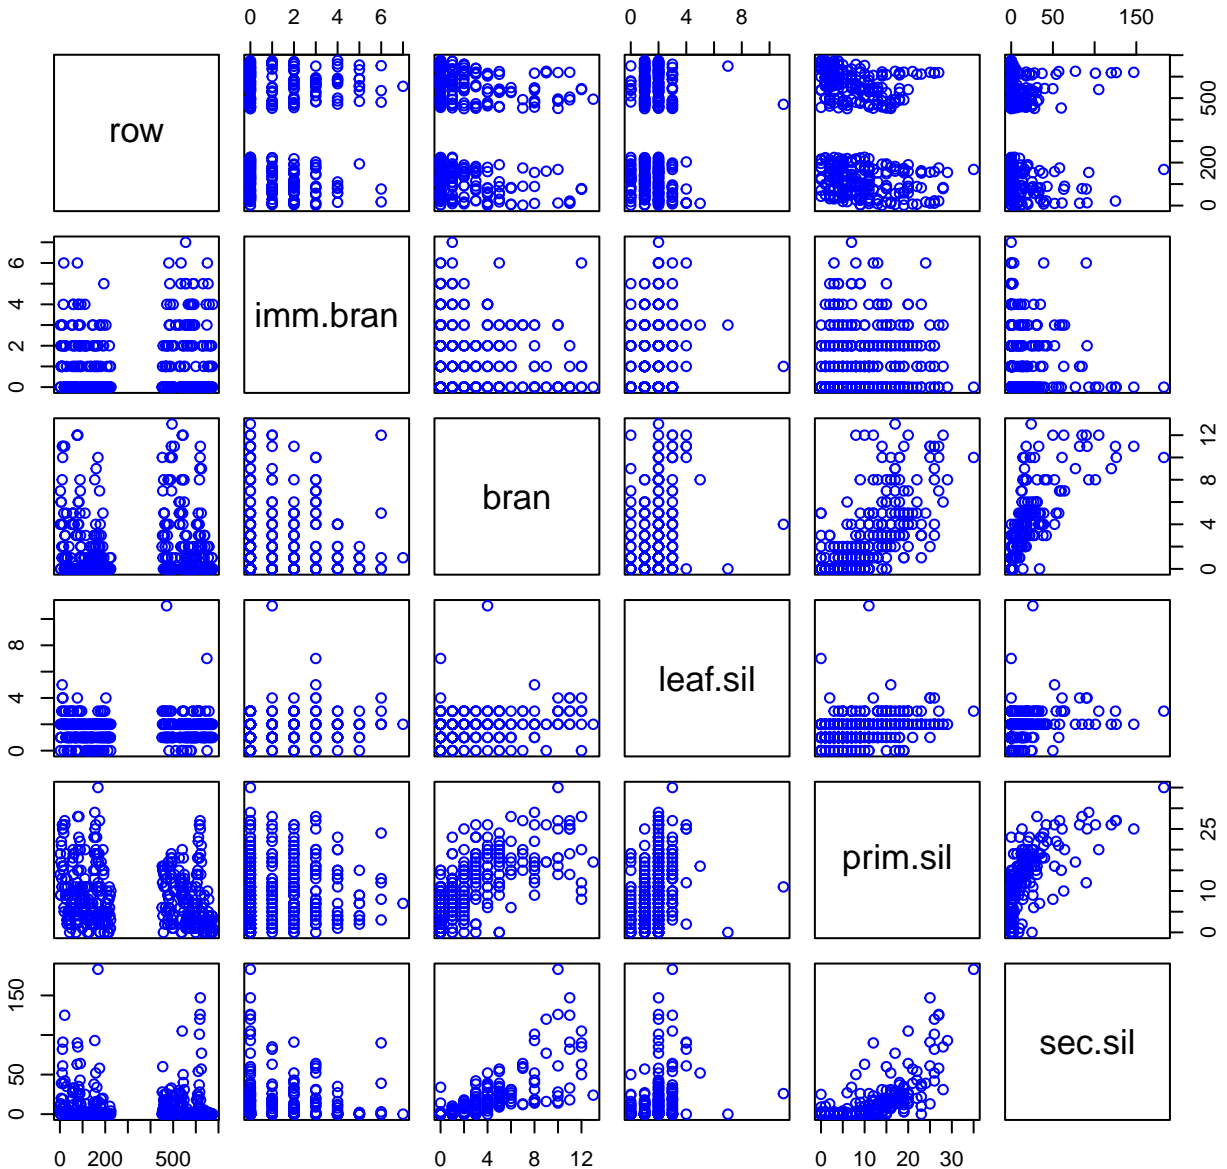 0 2 4 6 0 4 8 0 50 150
row 0 200 500
0 2 4 6 imm.bran
bran 0 4 8 12
0 4 8 leaf.sil
prim.sil 0 10 25
0 50 150 sec.sil
0 200 500 0 4 8 12 0 10 20 30